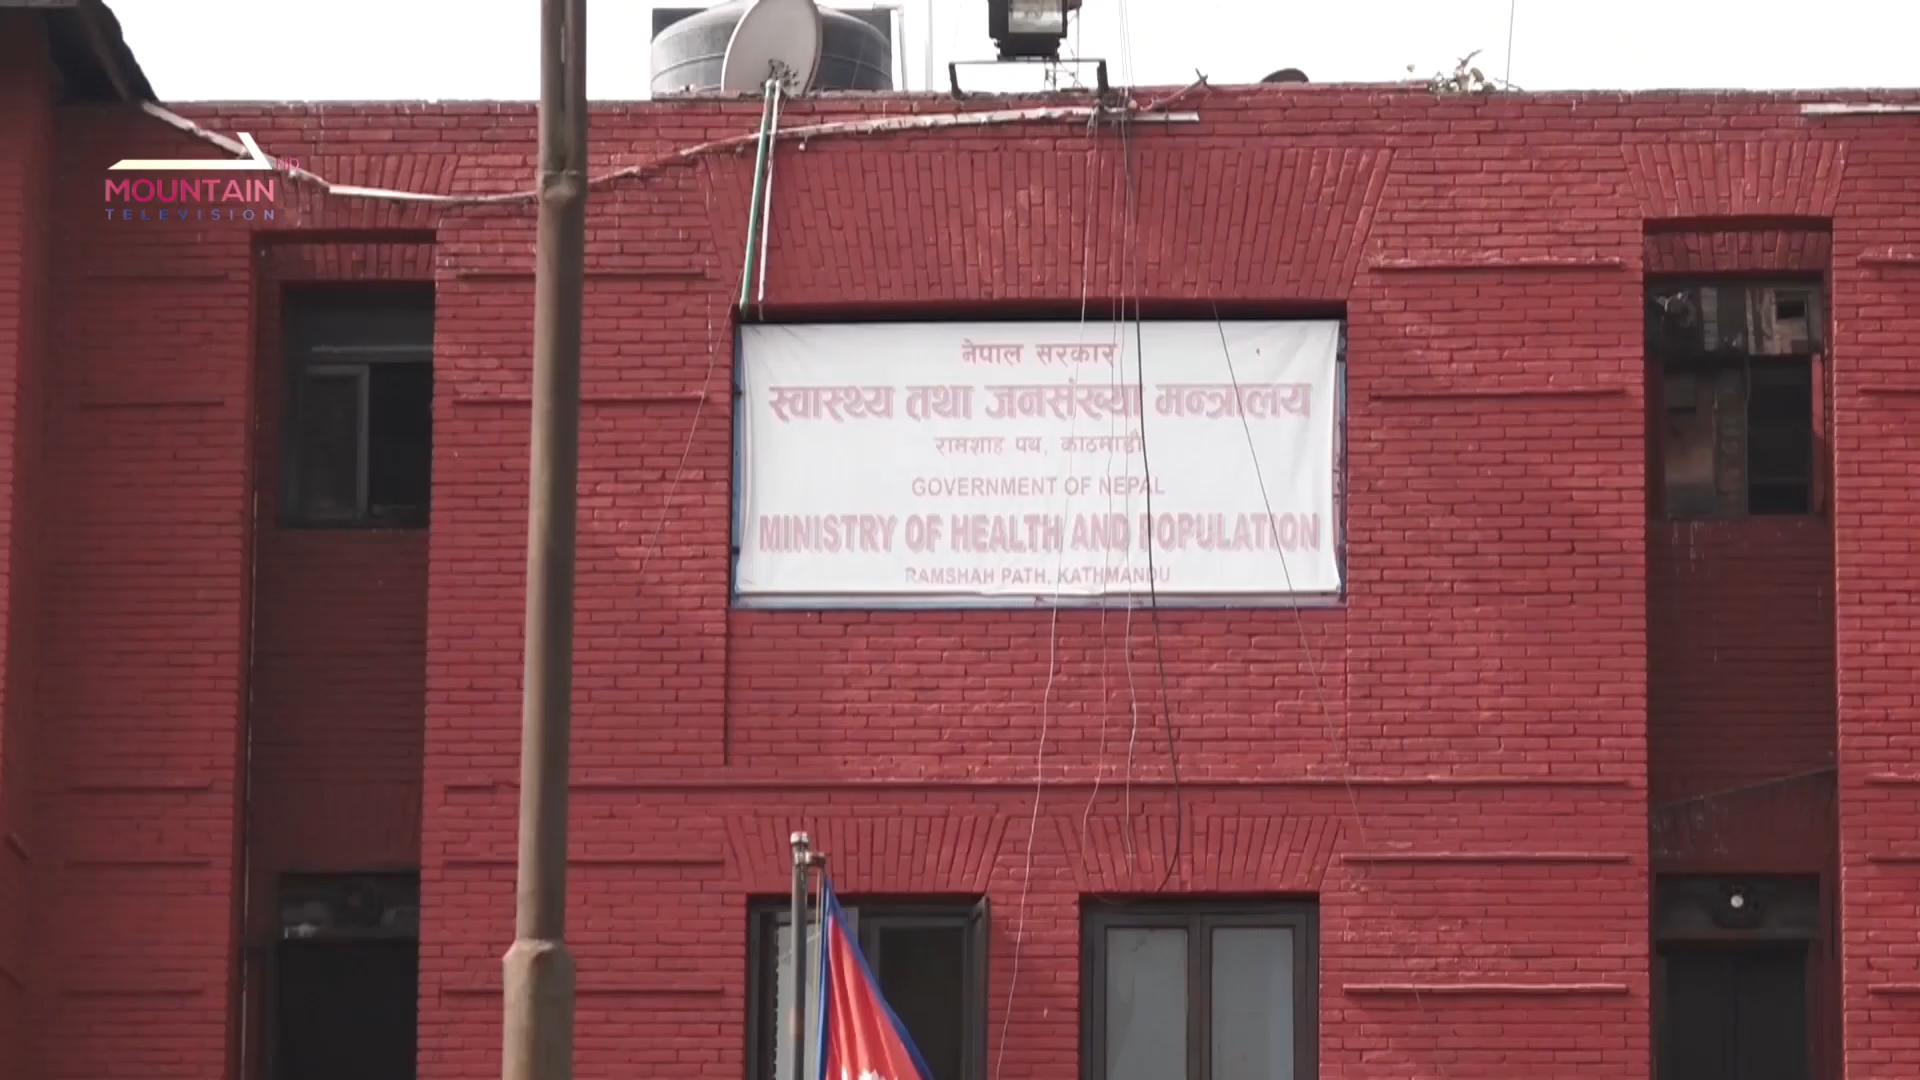 HD
MOUNTAIN
TELEVISION
नेपाल सरकार
स्वास्थ्य तथा जनसंख्या मन्त्रालय
रामशाह पथ, काठमाडौं
GOVERNMENT OF NEPAL
MINISTRY OF HEALTH AND POPULATION
RAMSHAH PATH, KATHMANDU